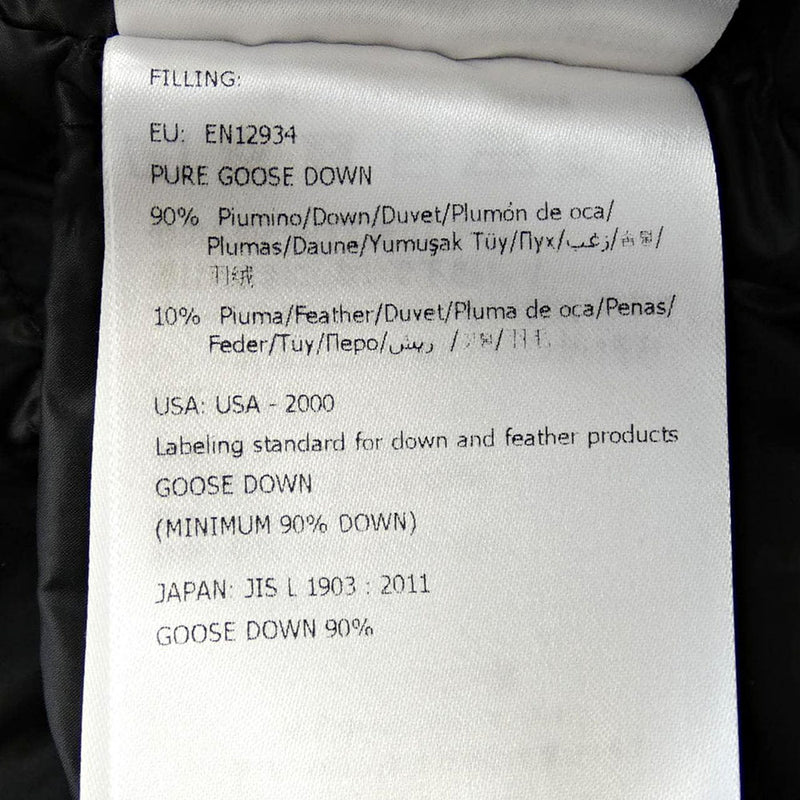 FILLING:
EU: EN12934
PURE GOOSE DOWN
90% Piumino/Down/Duvet/Plumón de oca/
Plumas/Daune/Yumuşak Tüy/Пух/زغب/
羽绒
10% Piuma/Feather/Duvet/Pluma de oca/Penas/
Feder/Tüy/Перо/ريش /
USA: USA - 2000
Labeling standard for down and feather products
GOOSE DOWN
(MINIMUM 90% DOWN)
JAPAN: JIS L 1903 : 2011
GOOSE DOWN 90%